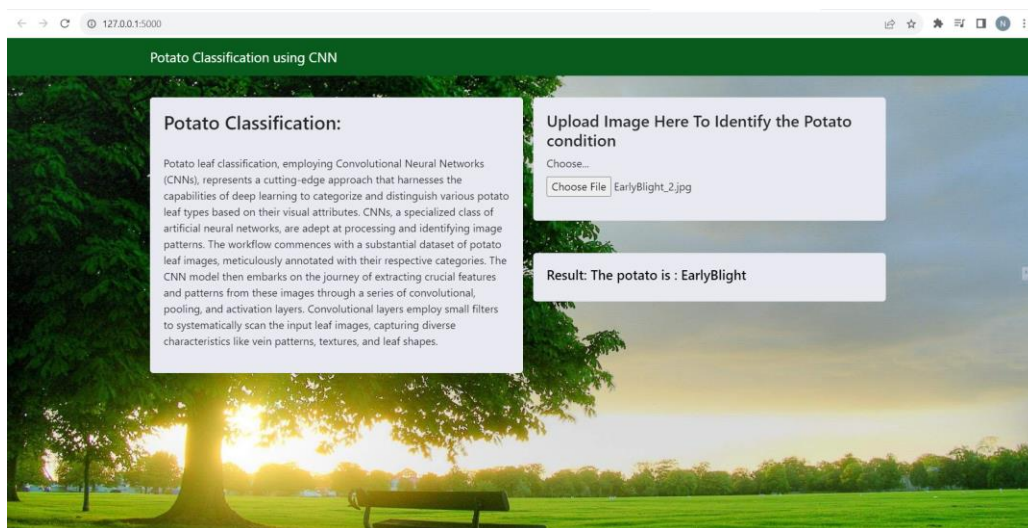 127.0.0.1:5000
N
Potato Classification using CNN
Potato Classification:
Potato leaf classification, employing Convolutional Neural Networks
(CNNs), represents a cutting-edge approach that harnesses the
capabilities of deep learning to categorize and distinguish various potato
leaf types based on their visual attributes. CNNs, a specialized class of
artificial neural networks, are adept at processing and identifying image
patterns. The workflow commences with a substantial dataset of potato
leaf images, meticulously annotated with their respective categories. The
CNN model then embarks on the journey of extracting crucial features
and patterns from these images through a series of convolutional,
pooling, and activation layers. Convolutional layers employ small filters
to systematically scan the input leaf images, capturing diverse
characteristics like vein patterns, textures, and leaf shapes.
Upload Image Here To Identify the Potato
condition
Choose...
Choose File EarlyBlight_2.jpg
Result: The potato is : EarlyBlight